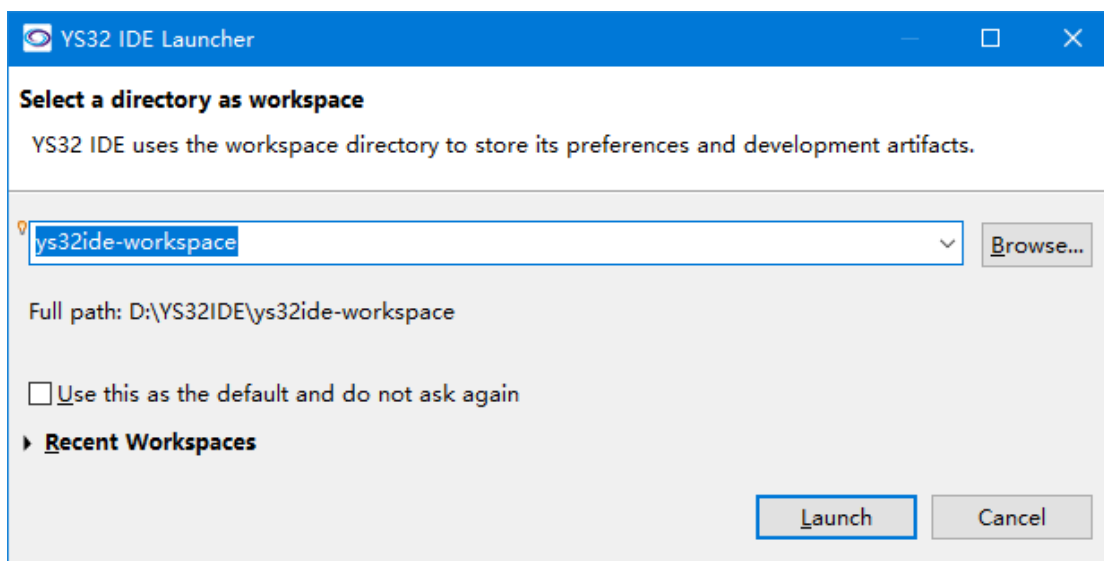 YS32 IDE Launcher
Select a directory as workspace
YS32 IDE uses the workspace directory to store its preferences and development artifacts.
ys32ide-workspace
Browse...
Full path: D:\YS32IDE\ys32ide-workspace
Use this as the default and do not ask again
Recent Workspaces
Launch Cancel